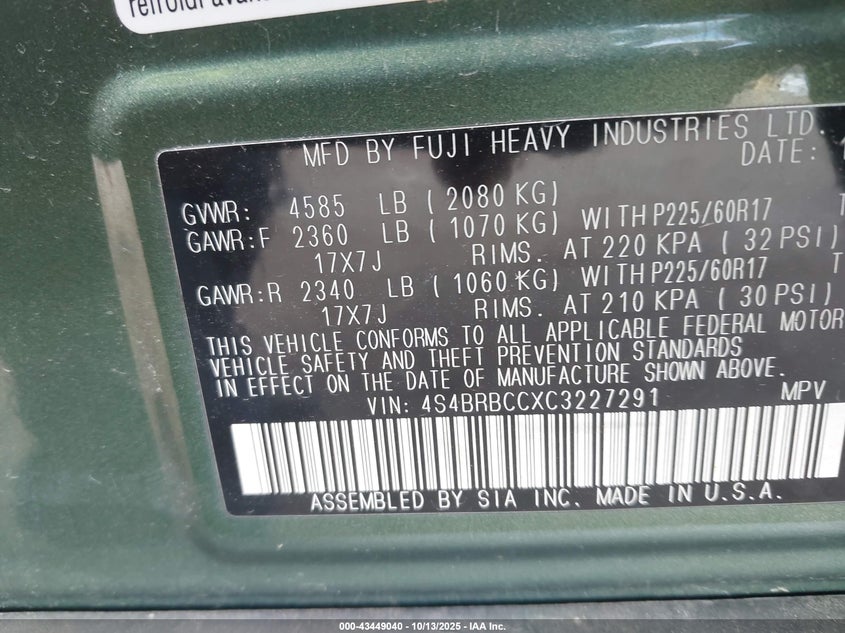 MFD BY FUJI HEAVY INDUSTRIES LTD.
DATE: 1
GVWR: 4585 LB ( 2080 KG)
GAWR:F 2360 LB ( 1070 KG) WITH P225/60R17 T
17X7J RIMS. AT 220 KPA ( 32 PSI)
GAWR:R 2340 LB ( 1060 KG) WITH P225/60R17 T
17X7J RIMS. AT 210 KPA ( 30 PSI)
THIS VEHICLE CONFORMS TO ALL APPLICABLE FEDERAL MOTOR
VEHICLE SAFETY AND THEFT PREVENTION STANDARDS
IN EFFECT ON THE DATE OF MANUFACTURE SHOWN ABOVE.
VIN: 4S4BRBCCXC3227291 MPV
ASSEMBLED BY SIA INC. MADE IN U.S.A.
000-43449040 - 10/13/2025 - IAA Inc.